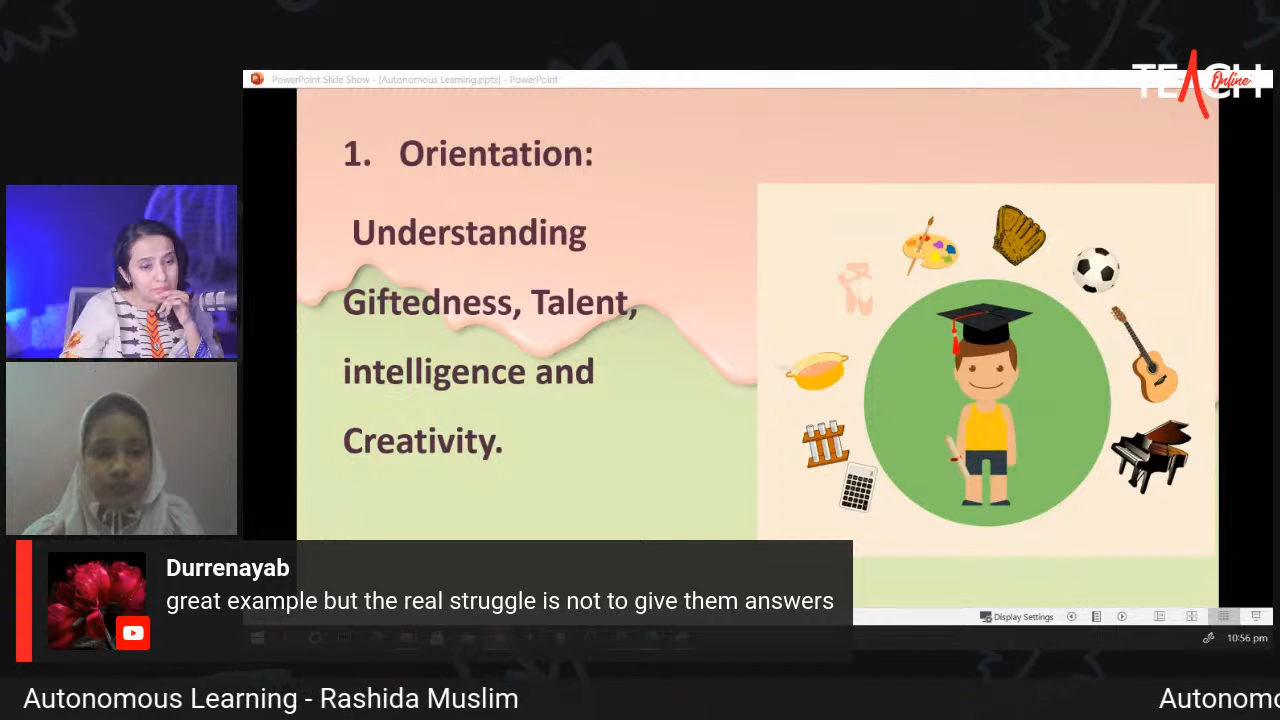 PowerPoint Slide Show - [Autonomous Learning.pptx] - PowerPoint
TEACH
Online
1. Orientation:
Understanding
Giftedness, Talent,
intelligence and
Creativity.
Durrenayab
great example but the real struggle is not to give them answers
Display Settings
10:56 pm
Autonomous Learning - Rashida Muslim
Autonomo